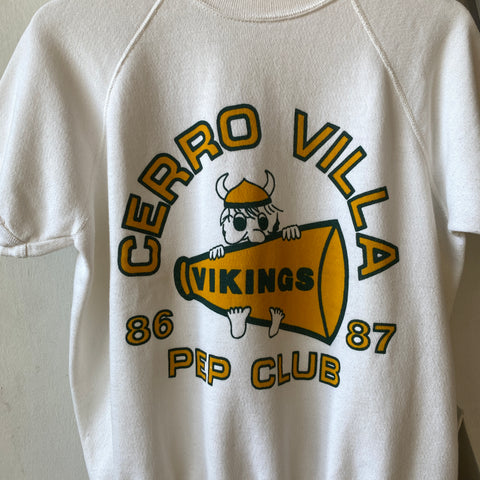 CERRO VILLA
VIKINGS
86 87
PEP CLUB